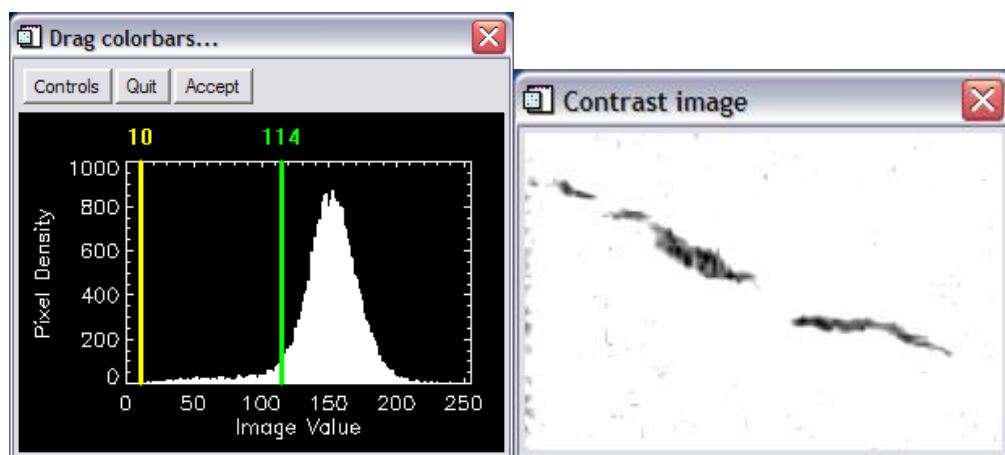 Drag colorbars...
Controls Quit Accept
10 114
1000
800
600
400
200
0
Pixel Density
0 50 100 150 200 250
Image Value
Contrast image